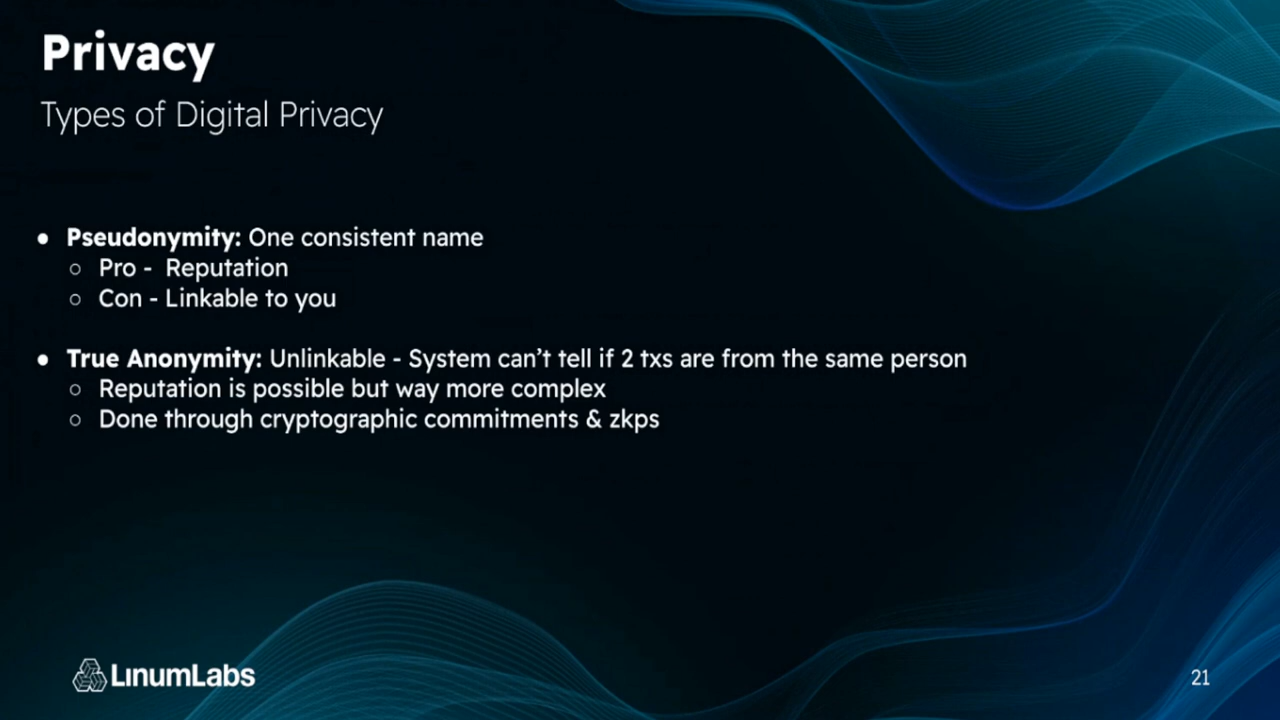 Privacy
Types of Digital Privacy
● Pseudonymity: One consistent name
○ Pro - Reputation
○ Con - Linkable to you
● True Anonymity: Unlinkable - System can’t tell if 2 txs are from the same person
○ Reputation is possible but way more complex
○ Done through cryptographic commitments & zkps
LinumLabs
21